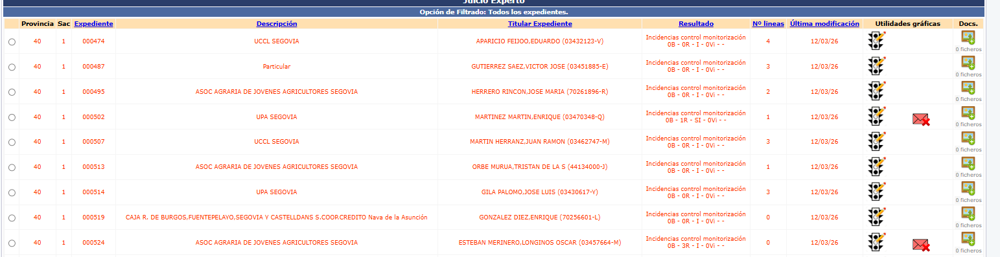 Juicio Experto
Opción de Filtrado: Todos los expedientes.
Provincia Sac Expediente Descripción Titular Expediente Resultado Nº lineas Última modificación Utilidades gráficas Docs.
40 1 000474 UCCL SEGOVIA APARICIO FEIJOO,EDUARDO (03432123-V) Incidencias control monitorización 4 12/03/26
0B - 0R - I - 0Vi - -
0 ficheros
40 1 000487 Particular GUTIERREZ SAEZ,VICTOR JOSE (03451885-E) Incidencias control monitorización 3 12/03/26
0B - 0R - I - 0Vi - -
0 ficheros
40 1 000495 ASOC AGRARIA DE JOVENES AGRICULTORES SEGOVIA HERRERO RINCON,JOSE MARIA (70261896-R) Incidencias control monitorización 2 12/03/26
0B - 0R - I - 0Vi - -
0 ficheros
40 1 000502 UPA SEGOVIA MARTINEZ MARTIN,ENRIQUE (03470348-Q) Incidencias control monitorización 1 12/03/26
0B - 1R - SI - 0Vi - -
0 ficheros
40 1 000507 UCCL SEGOVIA MARTIN HERRANZ,JUAN RAMON (03462747-M) Incidencias control monitorización 3 12/03/26
0B - 0R - I - 0Vi - -
0 ficheros
40 1 000513 ASOC AGRARIA DE JOVENES AGRICULTORES SEGOVIA ORBE MURUA,TRISTAN DE LA S (44134000-J) Incidencias control monitorización 1 12/03/26
0B - 0R - I - 0Vi - -
0 ficheros
40 1 000514 UPA SEGOVIA GILA PALOMO,JOSE LUIS (03430617-Y) Incidencias control monitorización 3 12/03/26
0B - 0R - I - 0Vi - -
0 ficheros
40 1 000519 CAJA R. DE BURGOS,FUENTEPELAYO,SEGOVIA Y CASTELLDANS S.COOP.CREDITO Nava de la Asunción GONZALEZ DIEZ,ENRIQUE (70256601-L) Incidencias control monitorización 0 12/03/26
0B - 0R - I - 0Vi - -
0 ficheros
40 1 000524 ASOC AGRARIA DE JOVENES AGRICULTORES SEGOVIA ESTEBAN MERINERO,LONGINOS OSCAR (03457664-M) Incidencias control monitorización 0 12/03/26
0B - 3R - I - 0Vi - -
0 ficheros